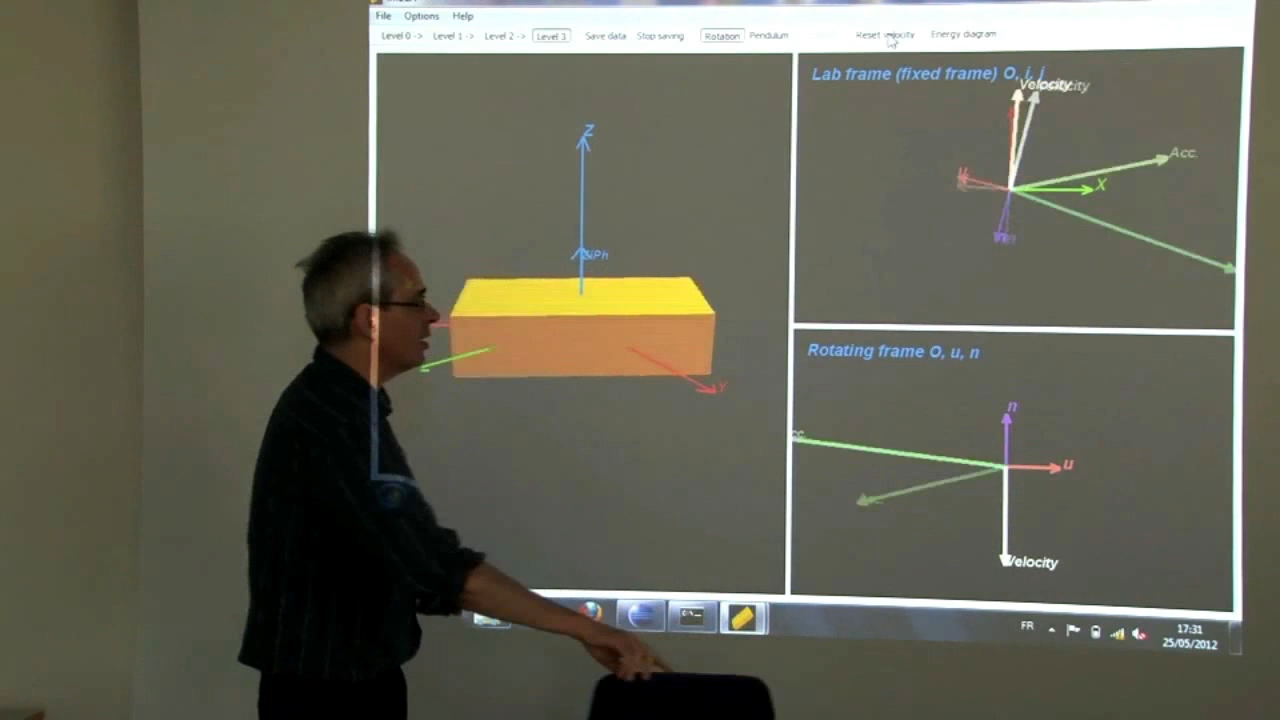 File Options Help
Level 0 -> Level 1 -> Level 2 -> Level 3 Save data Stop saving Rotation Pendulum Reset velocity Energy diagram
Lab frame (fixed frame) O, i, j
Velocity
Acc.
X
Z
Y
Rotating frame O, u, n
n
u
Velocity
FR
17:31
25/05/2012